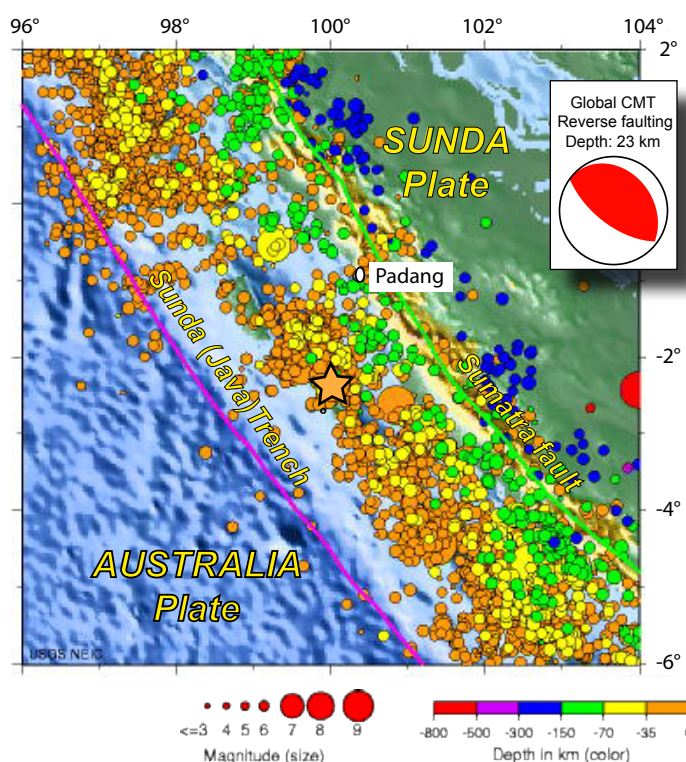 96°
98°
100°
102°
104°
2°
Global CMT
Reverse faulting
Depth: 23 km
SUNDA
Plate
Padang
Sunda (Java) Trench
-2°
Sumatra fault
-4°
AUSTRALIA
Plate
USGS NEIC
-6°
<=3 4 5 6 7 8 9
Magnitude (size)
-800 -500 -300 -150 -70 -35
Depth in km (color)